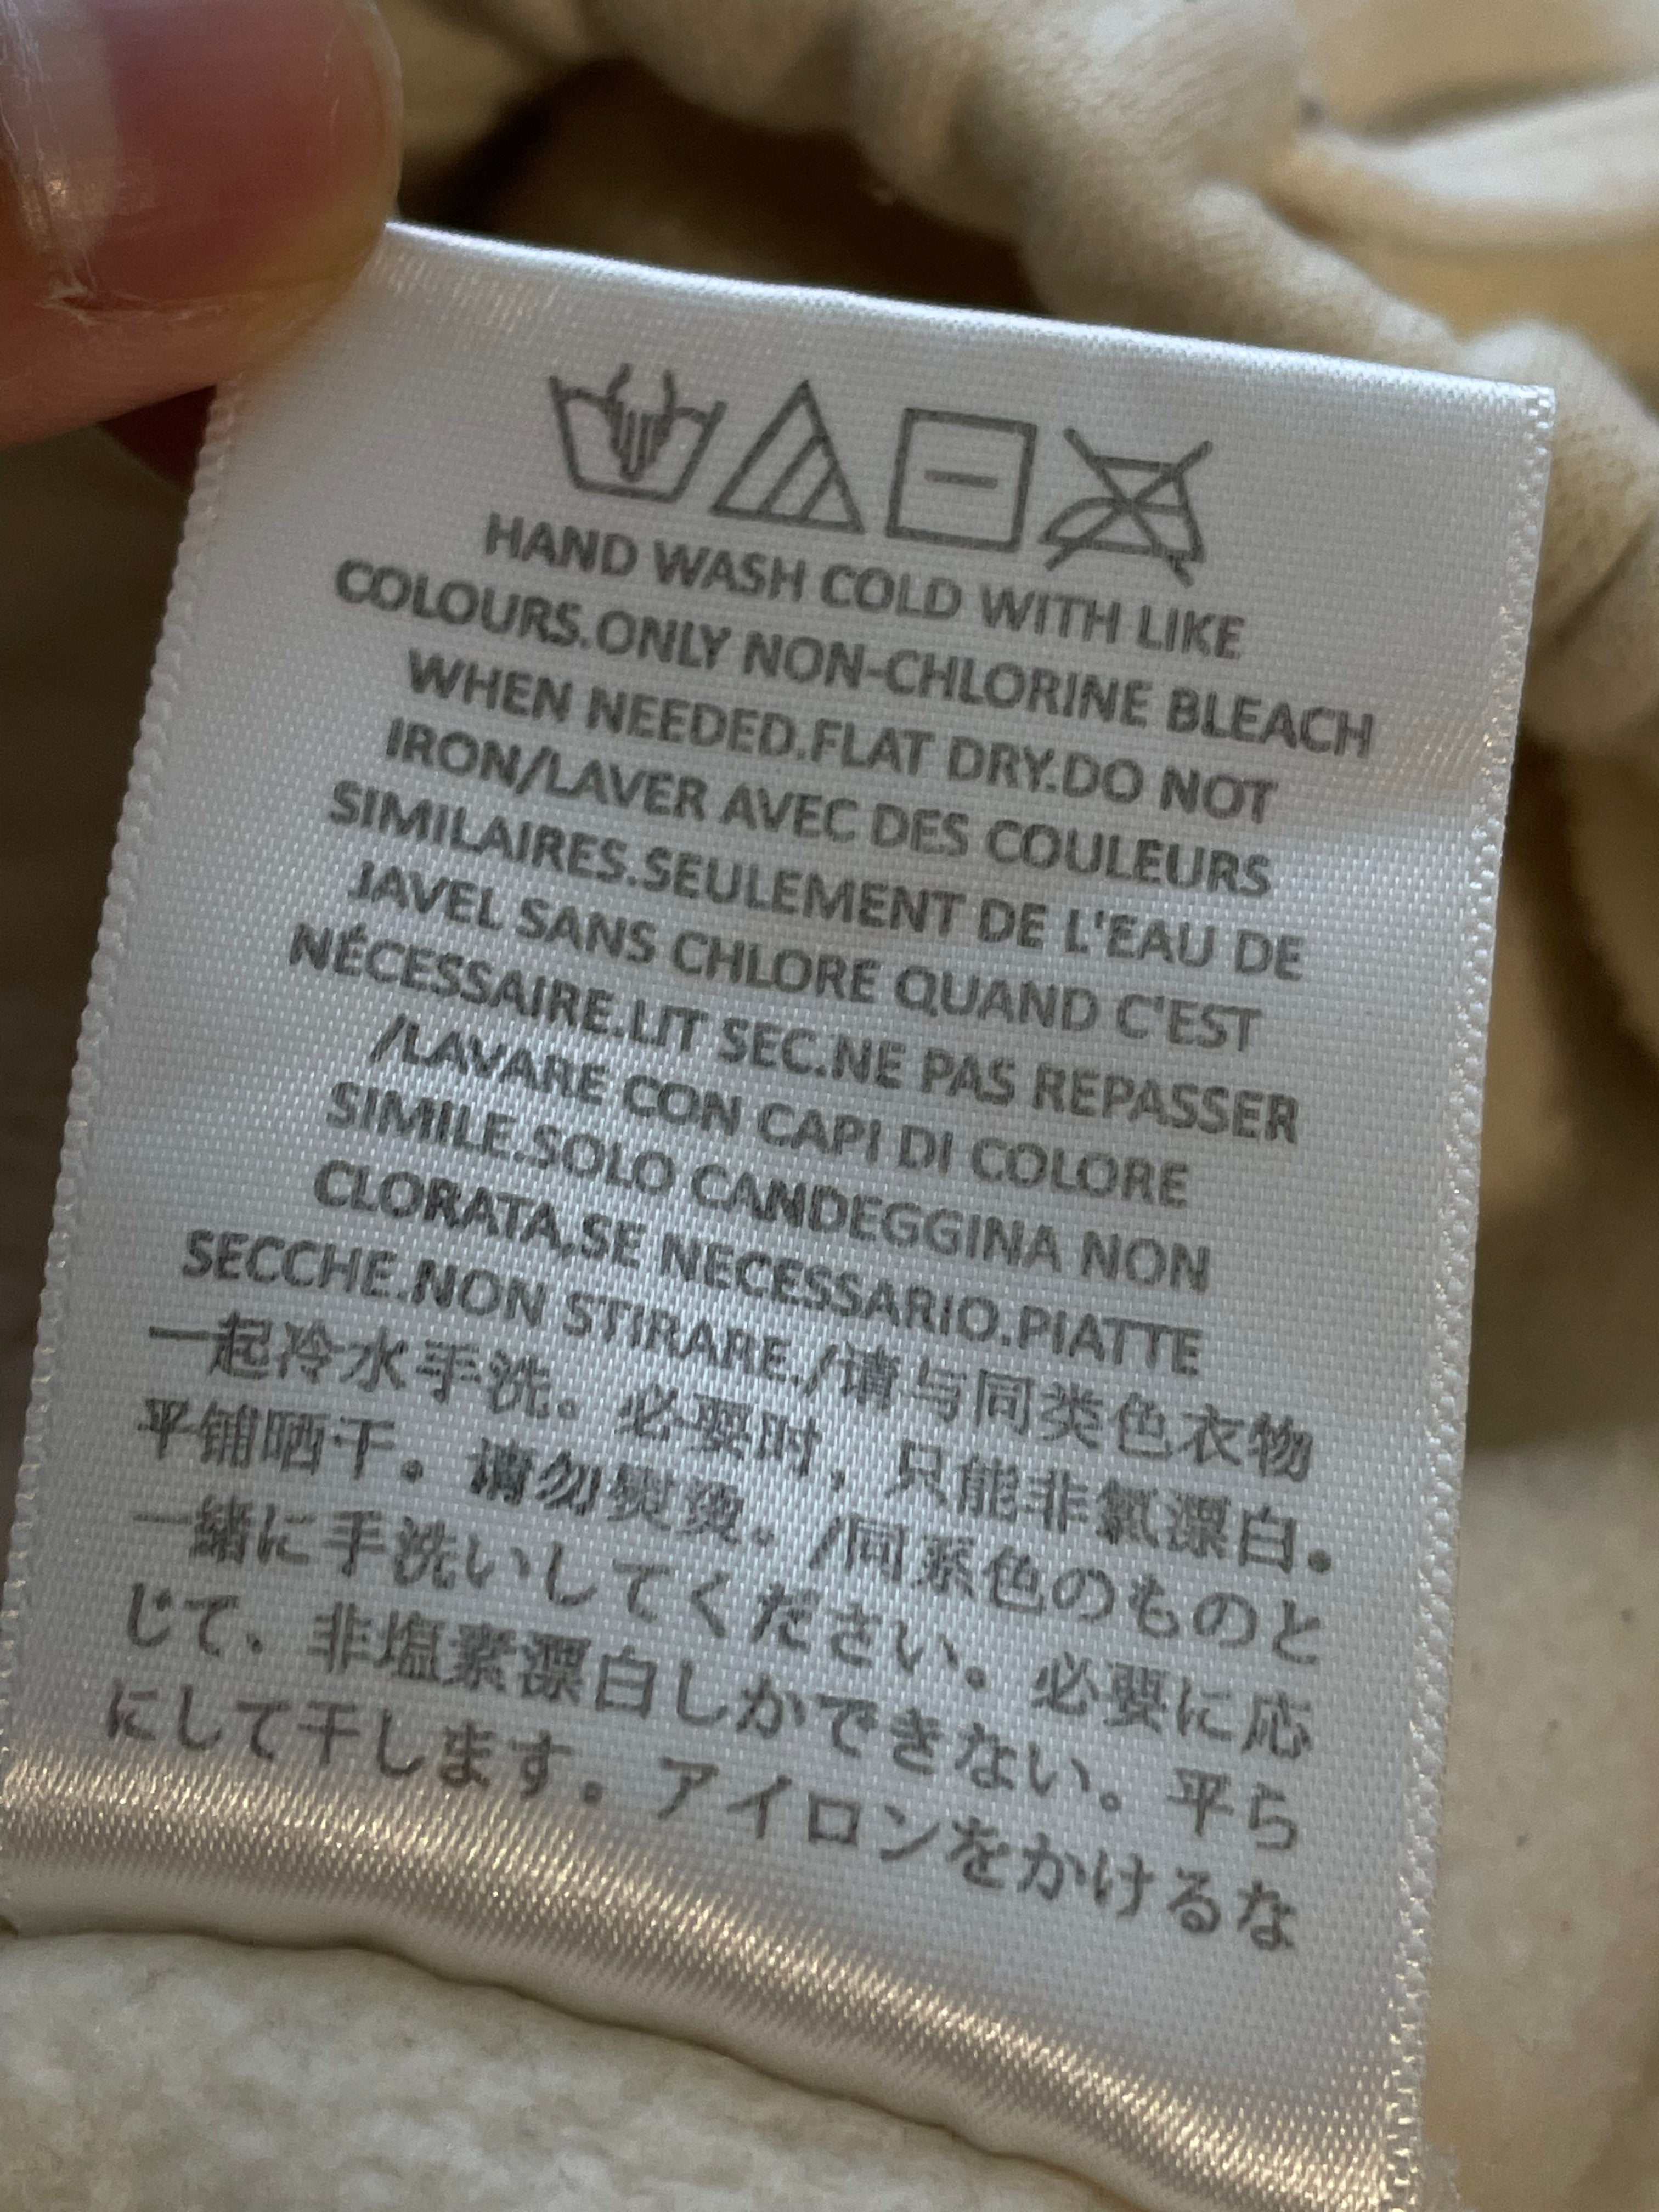 HAND WASH COLD WITH LIKE
COLOURS.ONLY NON-CHLORINE BLEACH
WHEN NEEDED.FLAT DRY.DO NOT
IRON/LAVER AVEC DES COULEURS
SIMILAIRES.SEULEMENT DE L'EAU DE
JAVEL SANS CHLORE QUAND C'EST
NÉCESSAIRE.LIT SEC.NE PAS REPASSER
/LAVARE CON CAPI DI COLORE
SIMILE.SOLO CANDEGGINA NON
CLORATA,SE NECESSARIO.PIATTE
SECCHE.NON STIRARE./请与同类色衣物
一起冷水手洗。必要时，只能非氯漂白。
平铺晒干。请勿熨烫。/同系色のものと
一緒に手洗いしてください。必要に応
じて、非塩素漂白しかできない。平ら
にして干します。アイロンをかけるな